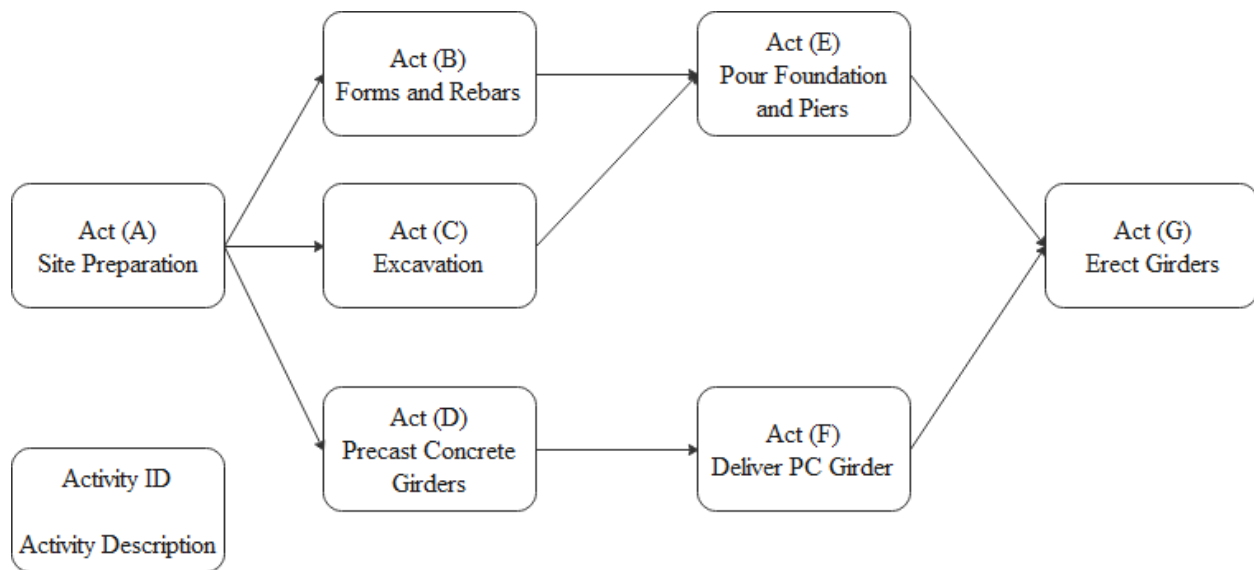 Act (B)
Forms and Rebars
Act (E)
Pour Foundation
and Piers
Act (A)
Site Preparation
Act (C)
Excavation
Act (G)
Erect Girders
Act (D)
Precast Concrete
Girders
Act (F)
Deliver PC Girder
Activity ID
Activity Description